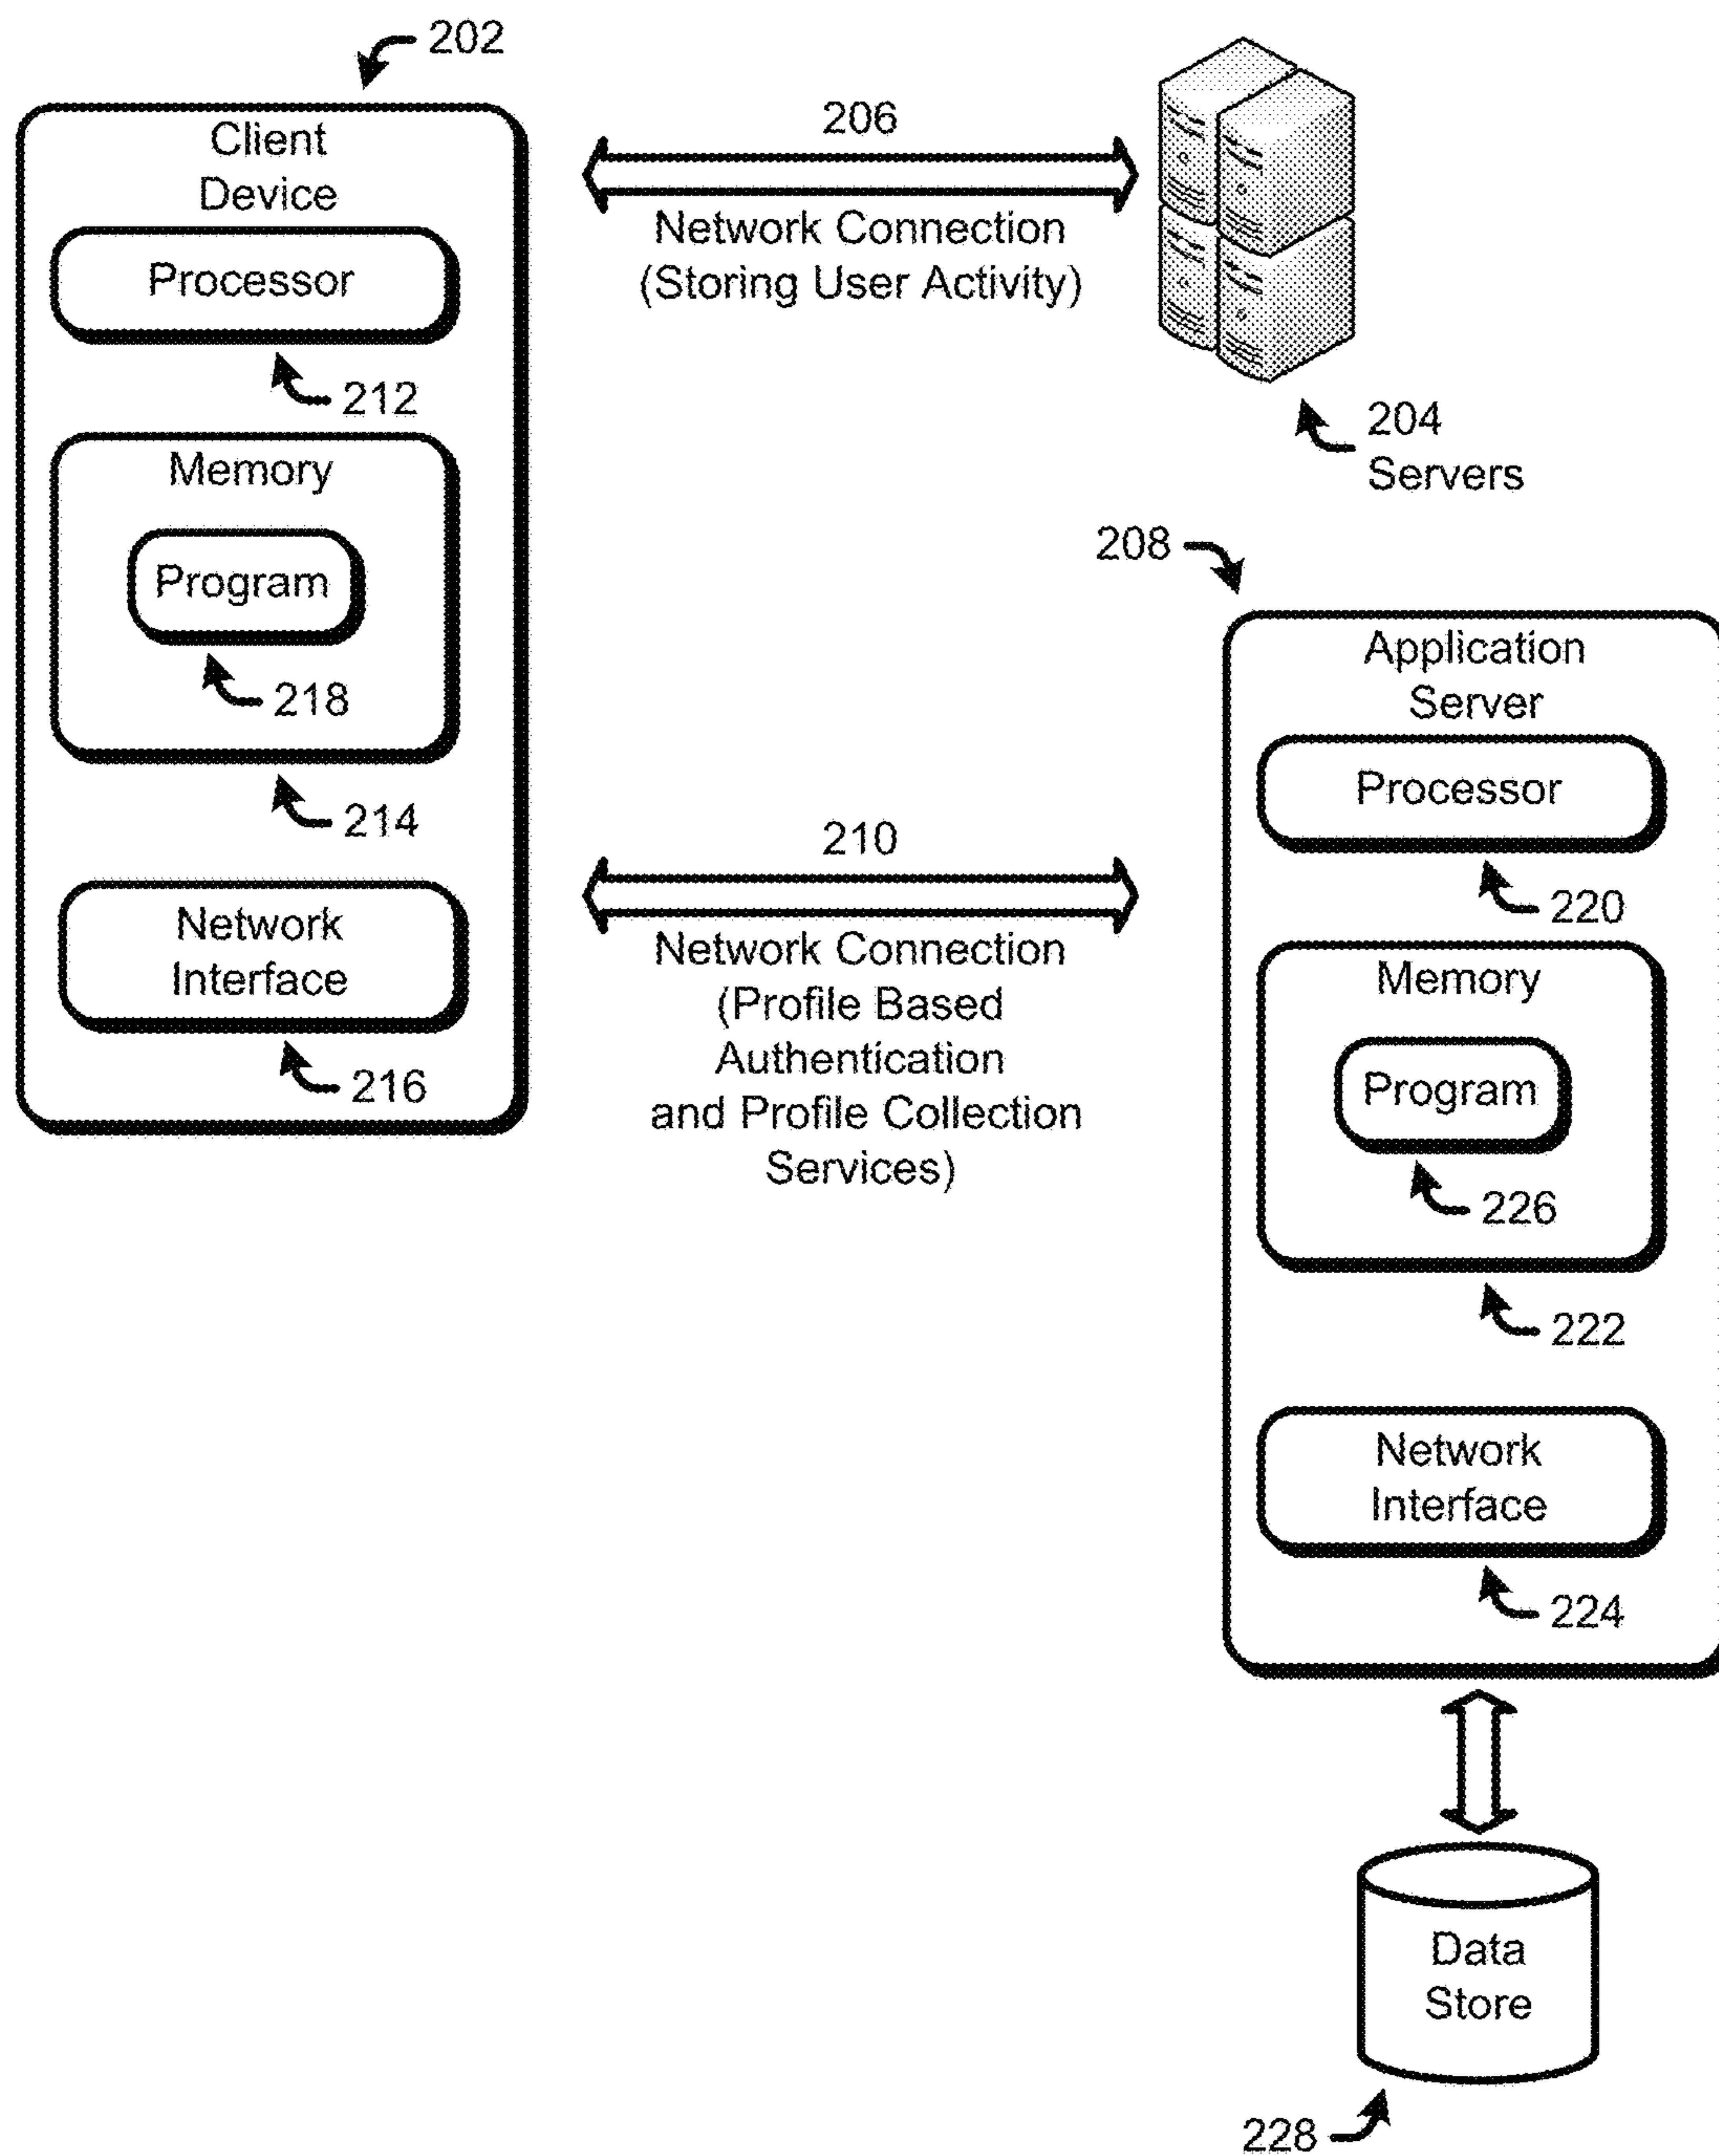 202
Client
Device
Processor
212
Memory
Program
218
214
Network
Interface
216
206
Network Connection
(Storing User Activity)
204
Servers
210
Network Connection
(Profile Based
Authentication
and Profile Collection
Services)
208
Application
Server
Processor
220
Memory
Program
226
222
Network
Interface
224
Data
Store
228